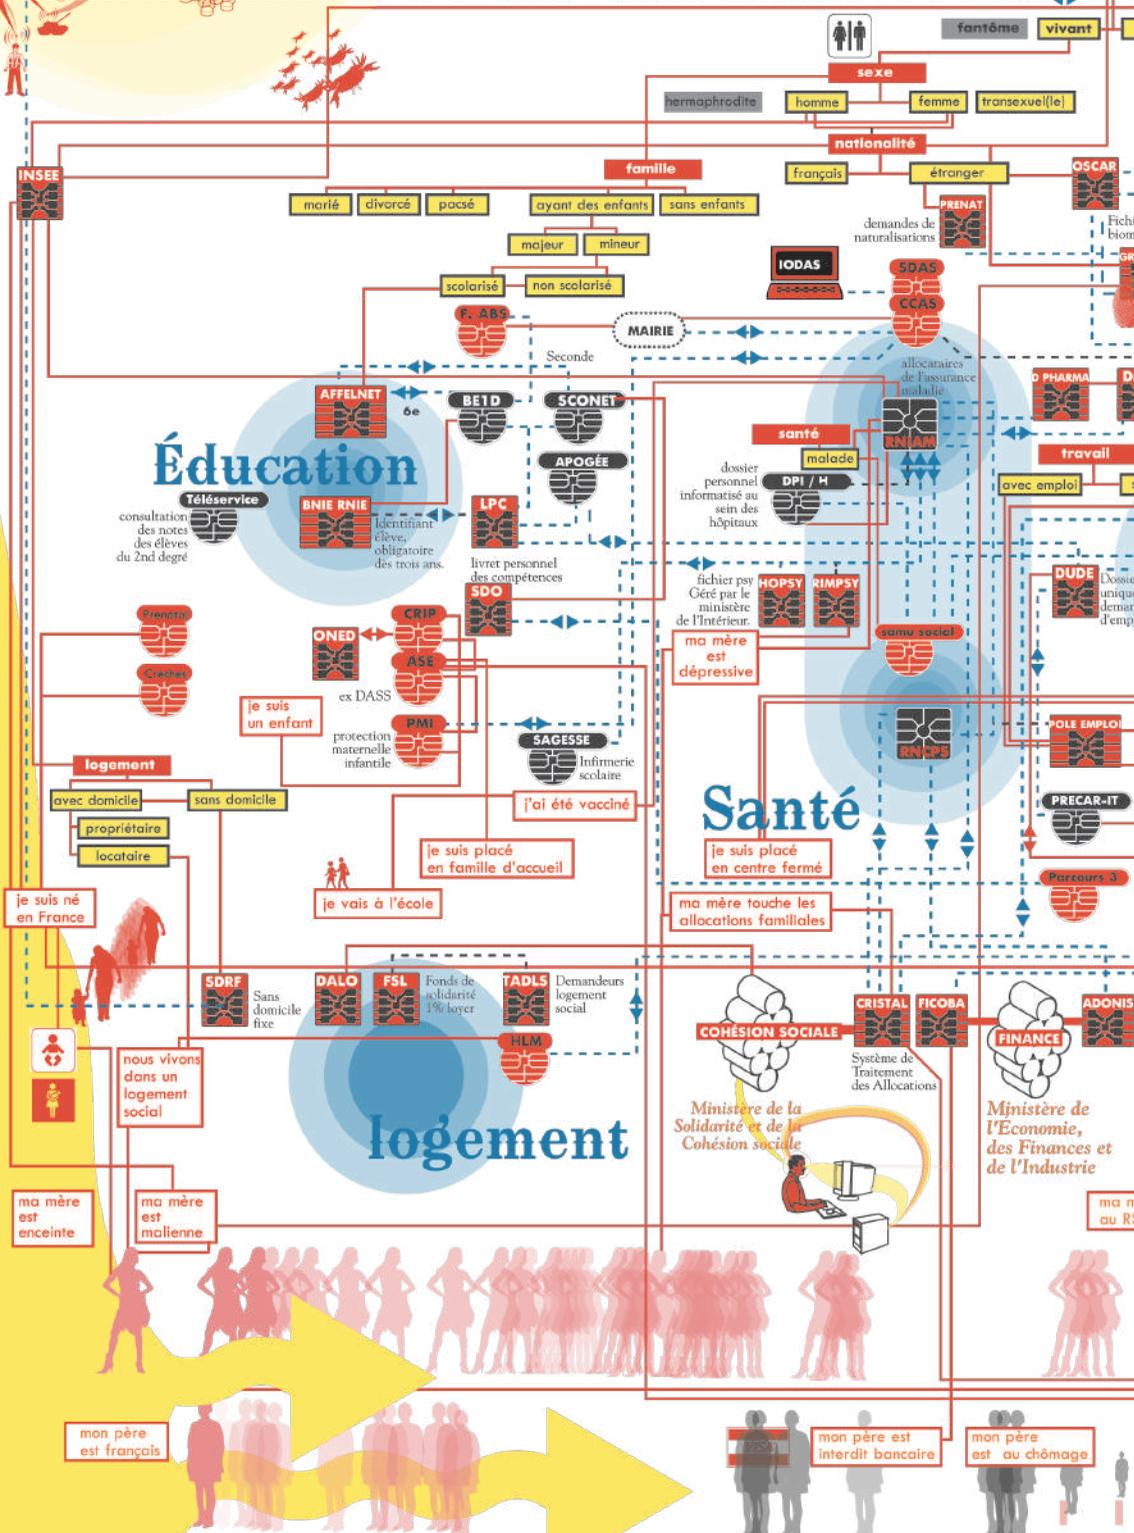 fantôme
vivant
sexe
hermaphrodite
homme
femme
transexuel(le)
nationalité
français
étranger
INSEE
famille
marié
divorcé
pacsé
ayant des enfants
sans enfants
majeur
mineur
scolarisé
non scolarisé
OSCAR
PRENAT
demandes de
naturalisations
IODAS
SDAS
CCAS
F. ABS
MAIRIE
Seconde
allocataires
de l'assurance
maladie
RNIAM
AFFELNET
6e
BE1D
SCONET
APOGÉE
Éducation
Téléservice
consultation
des notes
des élèves
du 2nd degré
BNIE RNIE
Identifiant
élève,
obligatoire
dès trois ans.
LPC
livret personnel
des compétences
SDO
santé
malade
dossier
personnel
informatisé au
sein des
hôpitaux
DPI / H
D PHARMA
travail
avec emploi
fichier psy
Géré par le
ministère
de l'Intérieur.
HOPSY
RIMPSY
DUDE
ma mère
est
dépressive
samu social
Prenatal
Crèches
ONED
CRIP
ASE
ex DASS
je suis
un enfant
PMI
protection
maternelle
infantile
SAGESSE
Infirmerie
scolaire
RNCPS
POLE EMPLOI
PRECAR-IT
Parcours 3
logement
avec domicile
sans domicile
propriétaire
locataire
j'ai été vacciné
Santé
je suis placé
en famille d'accueil
je suis placé
en centre fermé
je vais à l'école
je suis né
en France
ma mère touche les
allocations familiales
SDRF
Sans
domicile
fixe
DALO
FSL
Fonds de
solidarité
1% loyer
TADLS
Demandeurs
logement
social
HLM
COHÉSION SOCIALE
CRISTAL
FICOBA
FINANCE
ADONIS
Système de
Traitement
des Allocations
nous vivons
dans un
logement
social
logement
Ministère de la
Solidarité et de la
Cohésion sociale
Ministère de
l'Economie,
des Finances et
de l'Industrie
ma mère
est
enceinte
ma mère
est
malienne
mon père
est français
mon père est
interdit bancaire
mon père
est au chômage